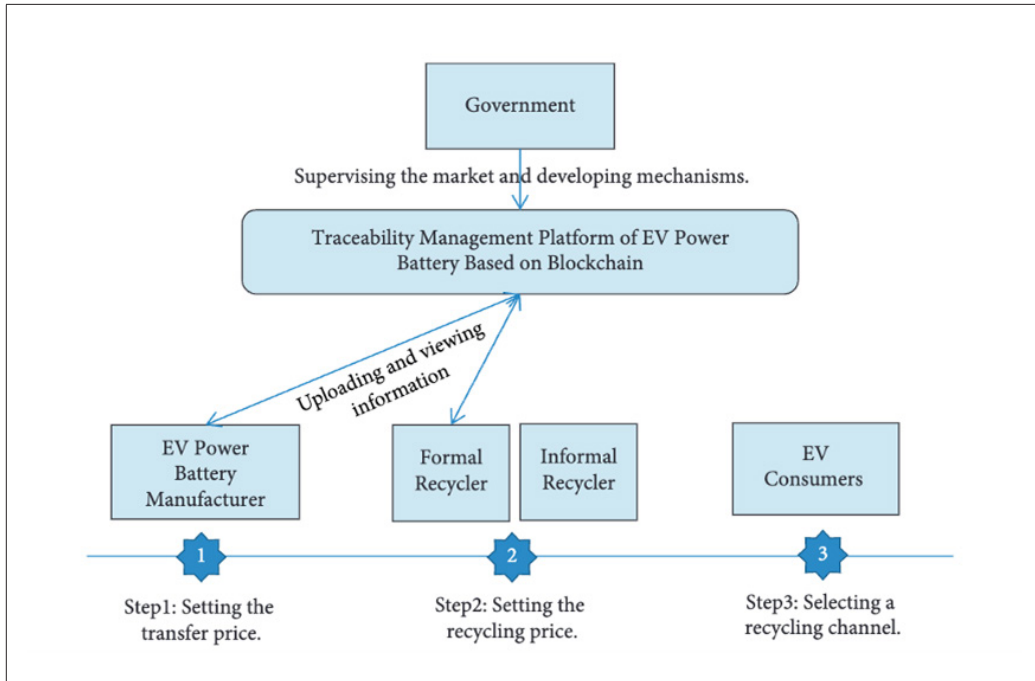 Government
Supervising the market and developing mechanisms.
Traceability Management Platform of EV Power
Battery Based on Blockchain
Uploading and viewing
information
EV Power
Battery
Manufacturer
Formal
Recycler
Informal
Recycler
EV
Consumers
1
2
3
Step1: Setting the
transfer price.
Step2: Setting the
recycling price.
Step3: Selecting a
recycling channel.